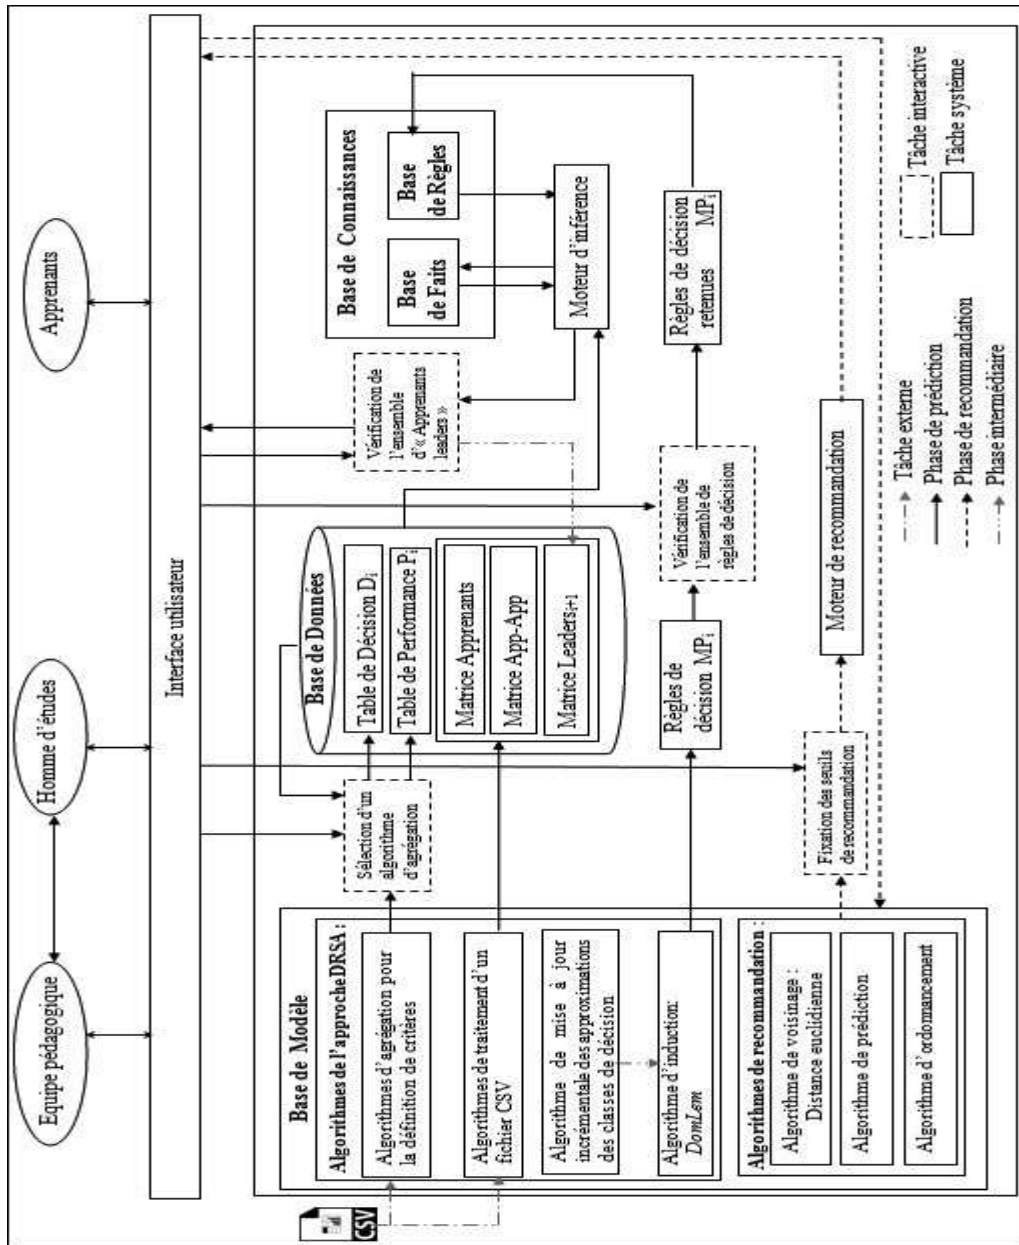 Equipe pédagogique
Homme d'études
Apprenants
Interface utilisateur
Base de Modèle
Algorithmes de l'approche DRSA :
Algorithmes d'agrégation pour
la définition de critères
Algorithmes de traitement d'un
fichier CSV
Algorithme de mise à jour
incrémentale des approximations
des classes de décision
Algorithme d'induction:
DomLem
Algorithmes de recommandation :
Algorithme de voisinage :
Distance euclidienne
Algorithme de prédiction
Algorithme d'ordonnancement
CSV
Sélection d'un
algorithme
d'agrégation
Base de Données
Table de Décision Di
Table de Performance Pi
Matrice Apprenants
Matrice App-App
Matrice Leadersi+1
Vérification de
l'ensemble
d'« Apprenants
leaders »
Base de Connaissances
Base
de Faits
Base
de Règles
Moteur d'inférence
Règles de
décision MPi
Vérification de
l'ensemble de
règles de décision
Règles de décision
retenues MPi
Fixation des seuils
de recommandation
Moteur de recommandation
Tâche externe
Phase de prédiction
Phase de recommandation
Phase intermédiaire
Tâche interactive
Tâche système